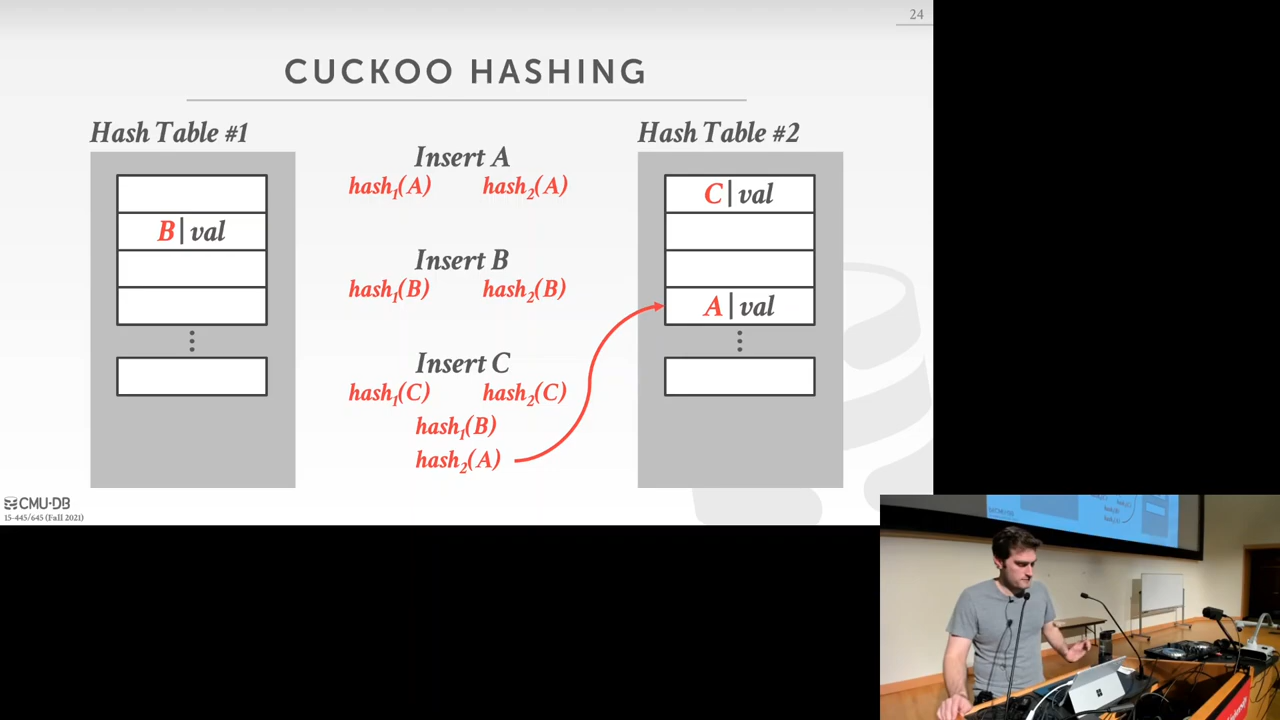 24
CUCKOO HASHING
Hash Table #1
B|val
Insert A
hash1(A) hash2(A)
Insert B
hash1(B) hash2(B)
Insert C
hash1(C) hash2(C)
hash1(B)
hash2(A)
Hash Table #2
C|val
A|val
CMU·DB
15-445/645 (Fall 2021)